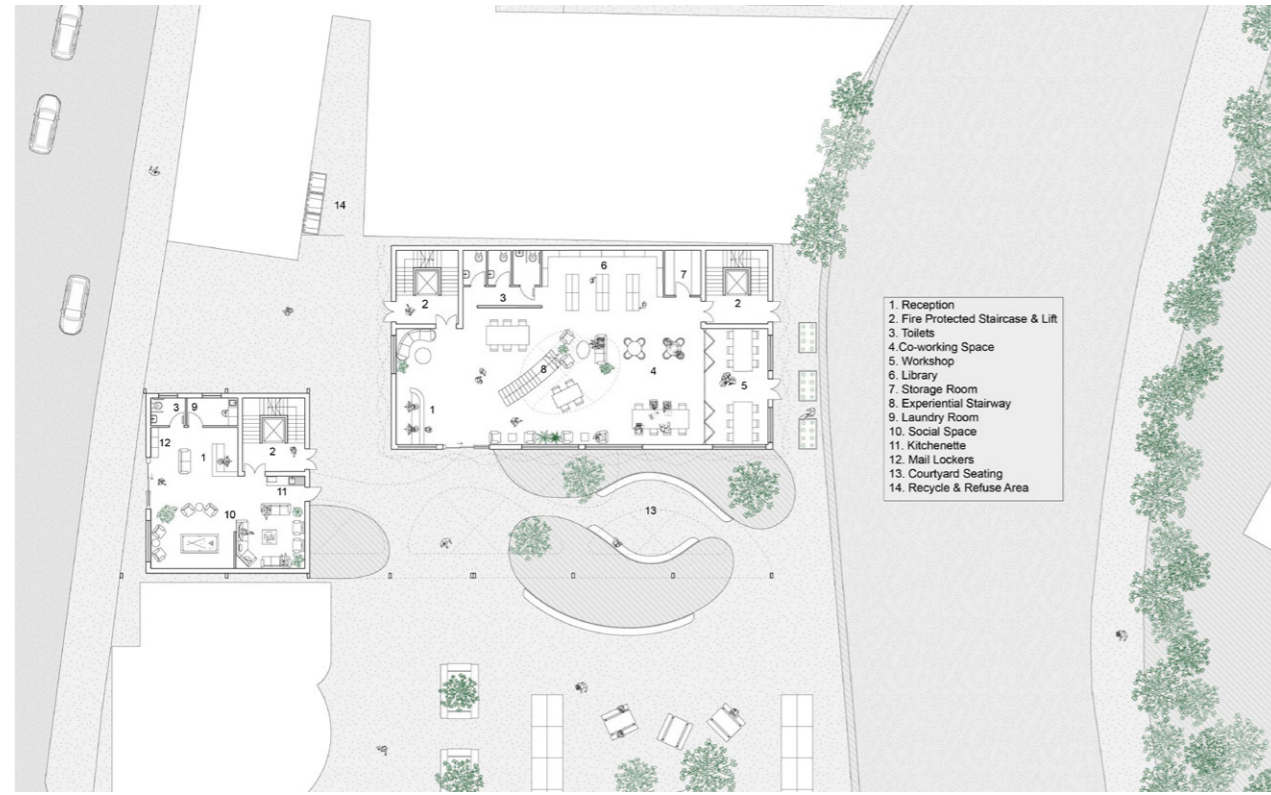 14
6
7
2
3
2
8
4
5
1
3
9
12
1
2
11
10
13
1. Reception
2. Fire Protected Staircase & Lift
3. Toilets
4.Co-working Space
5. Workshop
6. Library
7. Storage Room
8. Experiential Stairway
9. Laundry Room
10. Social Space
11. Kitchenette
12. Mail Lockers
13. Courtyard Seating
14. Recycle & Refuse Area